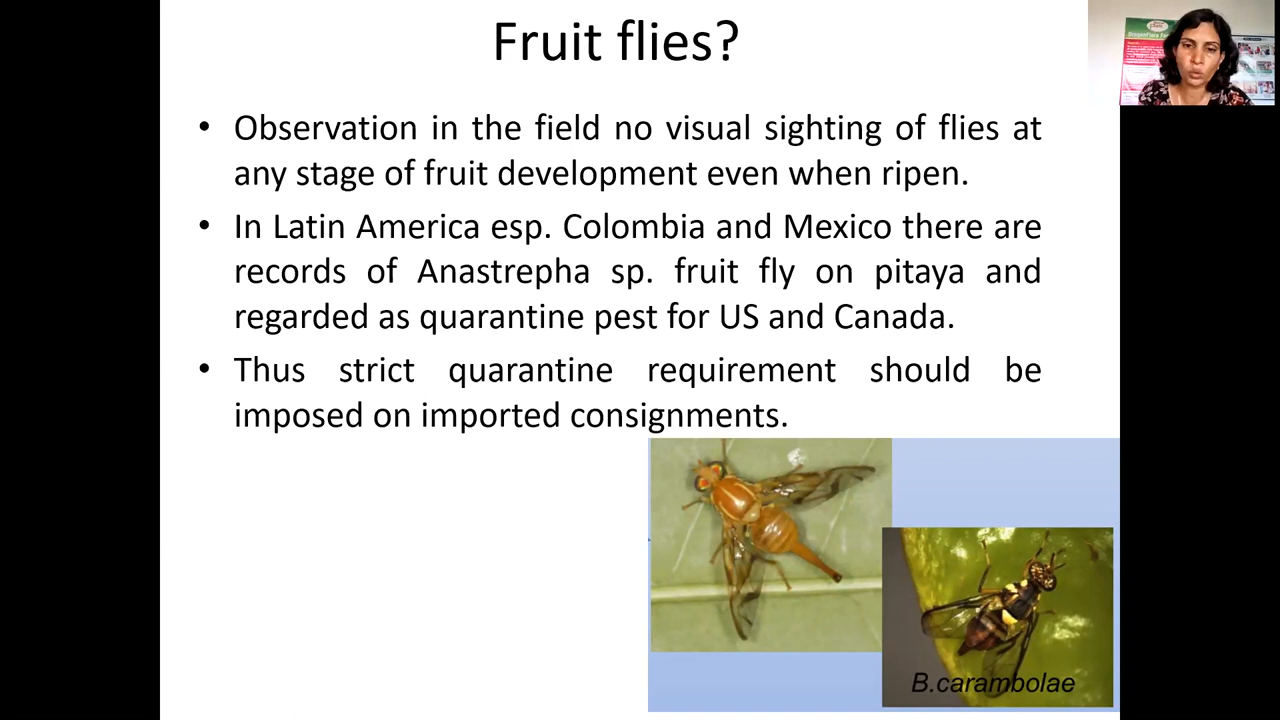 Fruit flies?
• Observation in the field no visual sighting of flies at
any stage of fruit development even when ripen.
• In Latin America esp. Colombia and Mexico there are
records of Anastrepha sp. fruit fly on pitaya and
regarded as quarantine pest for US and Canada.
• Thus strict quarantine requirement should be
imposed on imported consignments.
B.carambolae